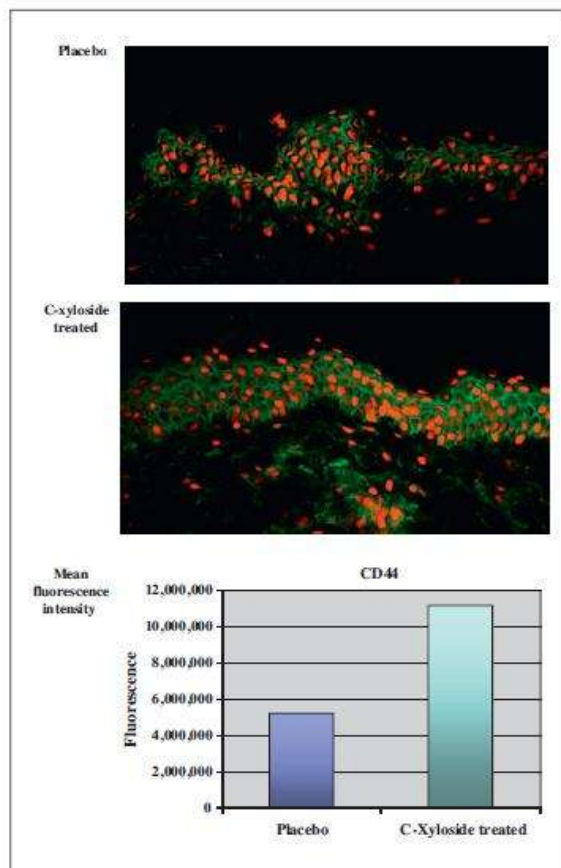 Placebo
C-xyloside
treated
Mean
fluorescence
intensity
CD44
12,000,000
10,000,000
8,000,000
6,000,000
4,000,000
2,000,000
0
Fluorescence
Placebo
C-Xyloside treated